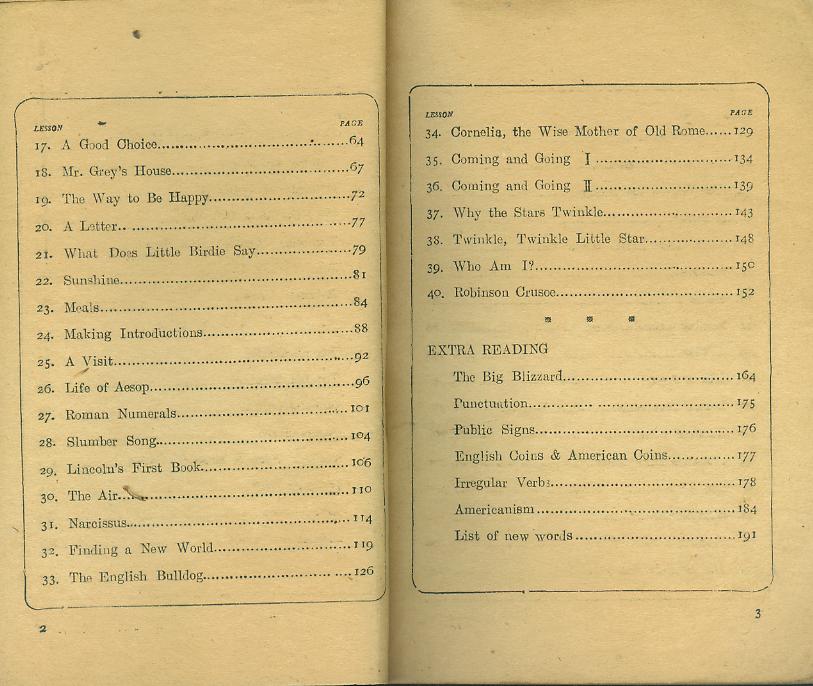 LESSON PAGE
17. A Good Choice 64
18. Mr. Grey's House 67
19. The Way to Be Happy 72
20. A Letter 77
21. What Does Little Birdie Say 79
22. Sunshine 81
23. Meals 84
24. Making Introductions 88
25. A Visit 92
26. Life of Aesop 96
27. Roman Numerals 101
28. Slumber Song 104
29. Lincoln's First Book 106
30. The Air 110
31. Narcissus 114
32. Finding a New World 119
33. The English Bulldog 126
2
LESSON PAGE
34. Cornelia, the Wise Mother of Old Rome 129
35. Coming and Going I 134
36. Coming and Going II 139
37. Why the Stars Twinkle 143
38. Twinkle, Twinkle Little Star 148
39. Who Am I? 150
40. Robinson Crusoe 152
EXTRA READING
The Big Blizzard 164
Punctuation 175
Public Signs 176
English Coins & American Coins 177
Irregular Verbs 178
Americanism 184
List of new words 191
3